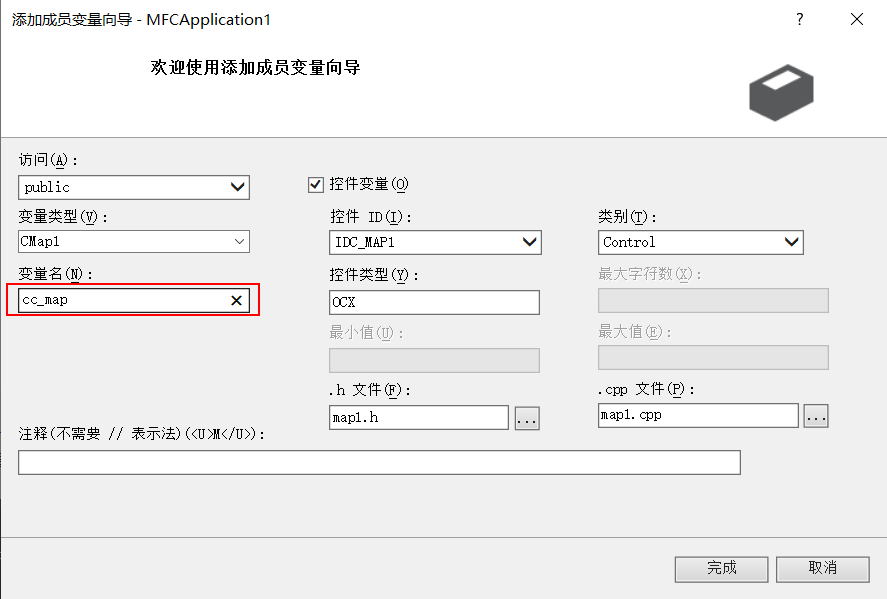 添加成员变量向导 - MFCApplication1
?
欢迎使用添加成员变量向导
访问(A):
public
控件变量(O)
变量类型(V):
CMap1
控件 ID(I):
IDC_MAP1
类别(T):
Control
变量名(N):
cc_map
控件类型(Y):
OCX
最大字符数(X):
最小值(U):
最大值(E):
.h 文件(F):
map1.h
...
.cpp 文件(P):
map1.cpp
...
注释(不需要 // 表示法)(<U>M</U>):
完成
取消